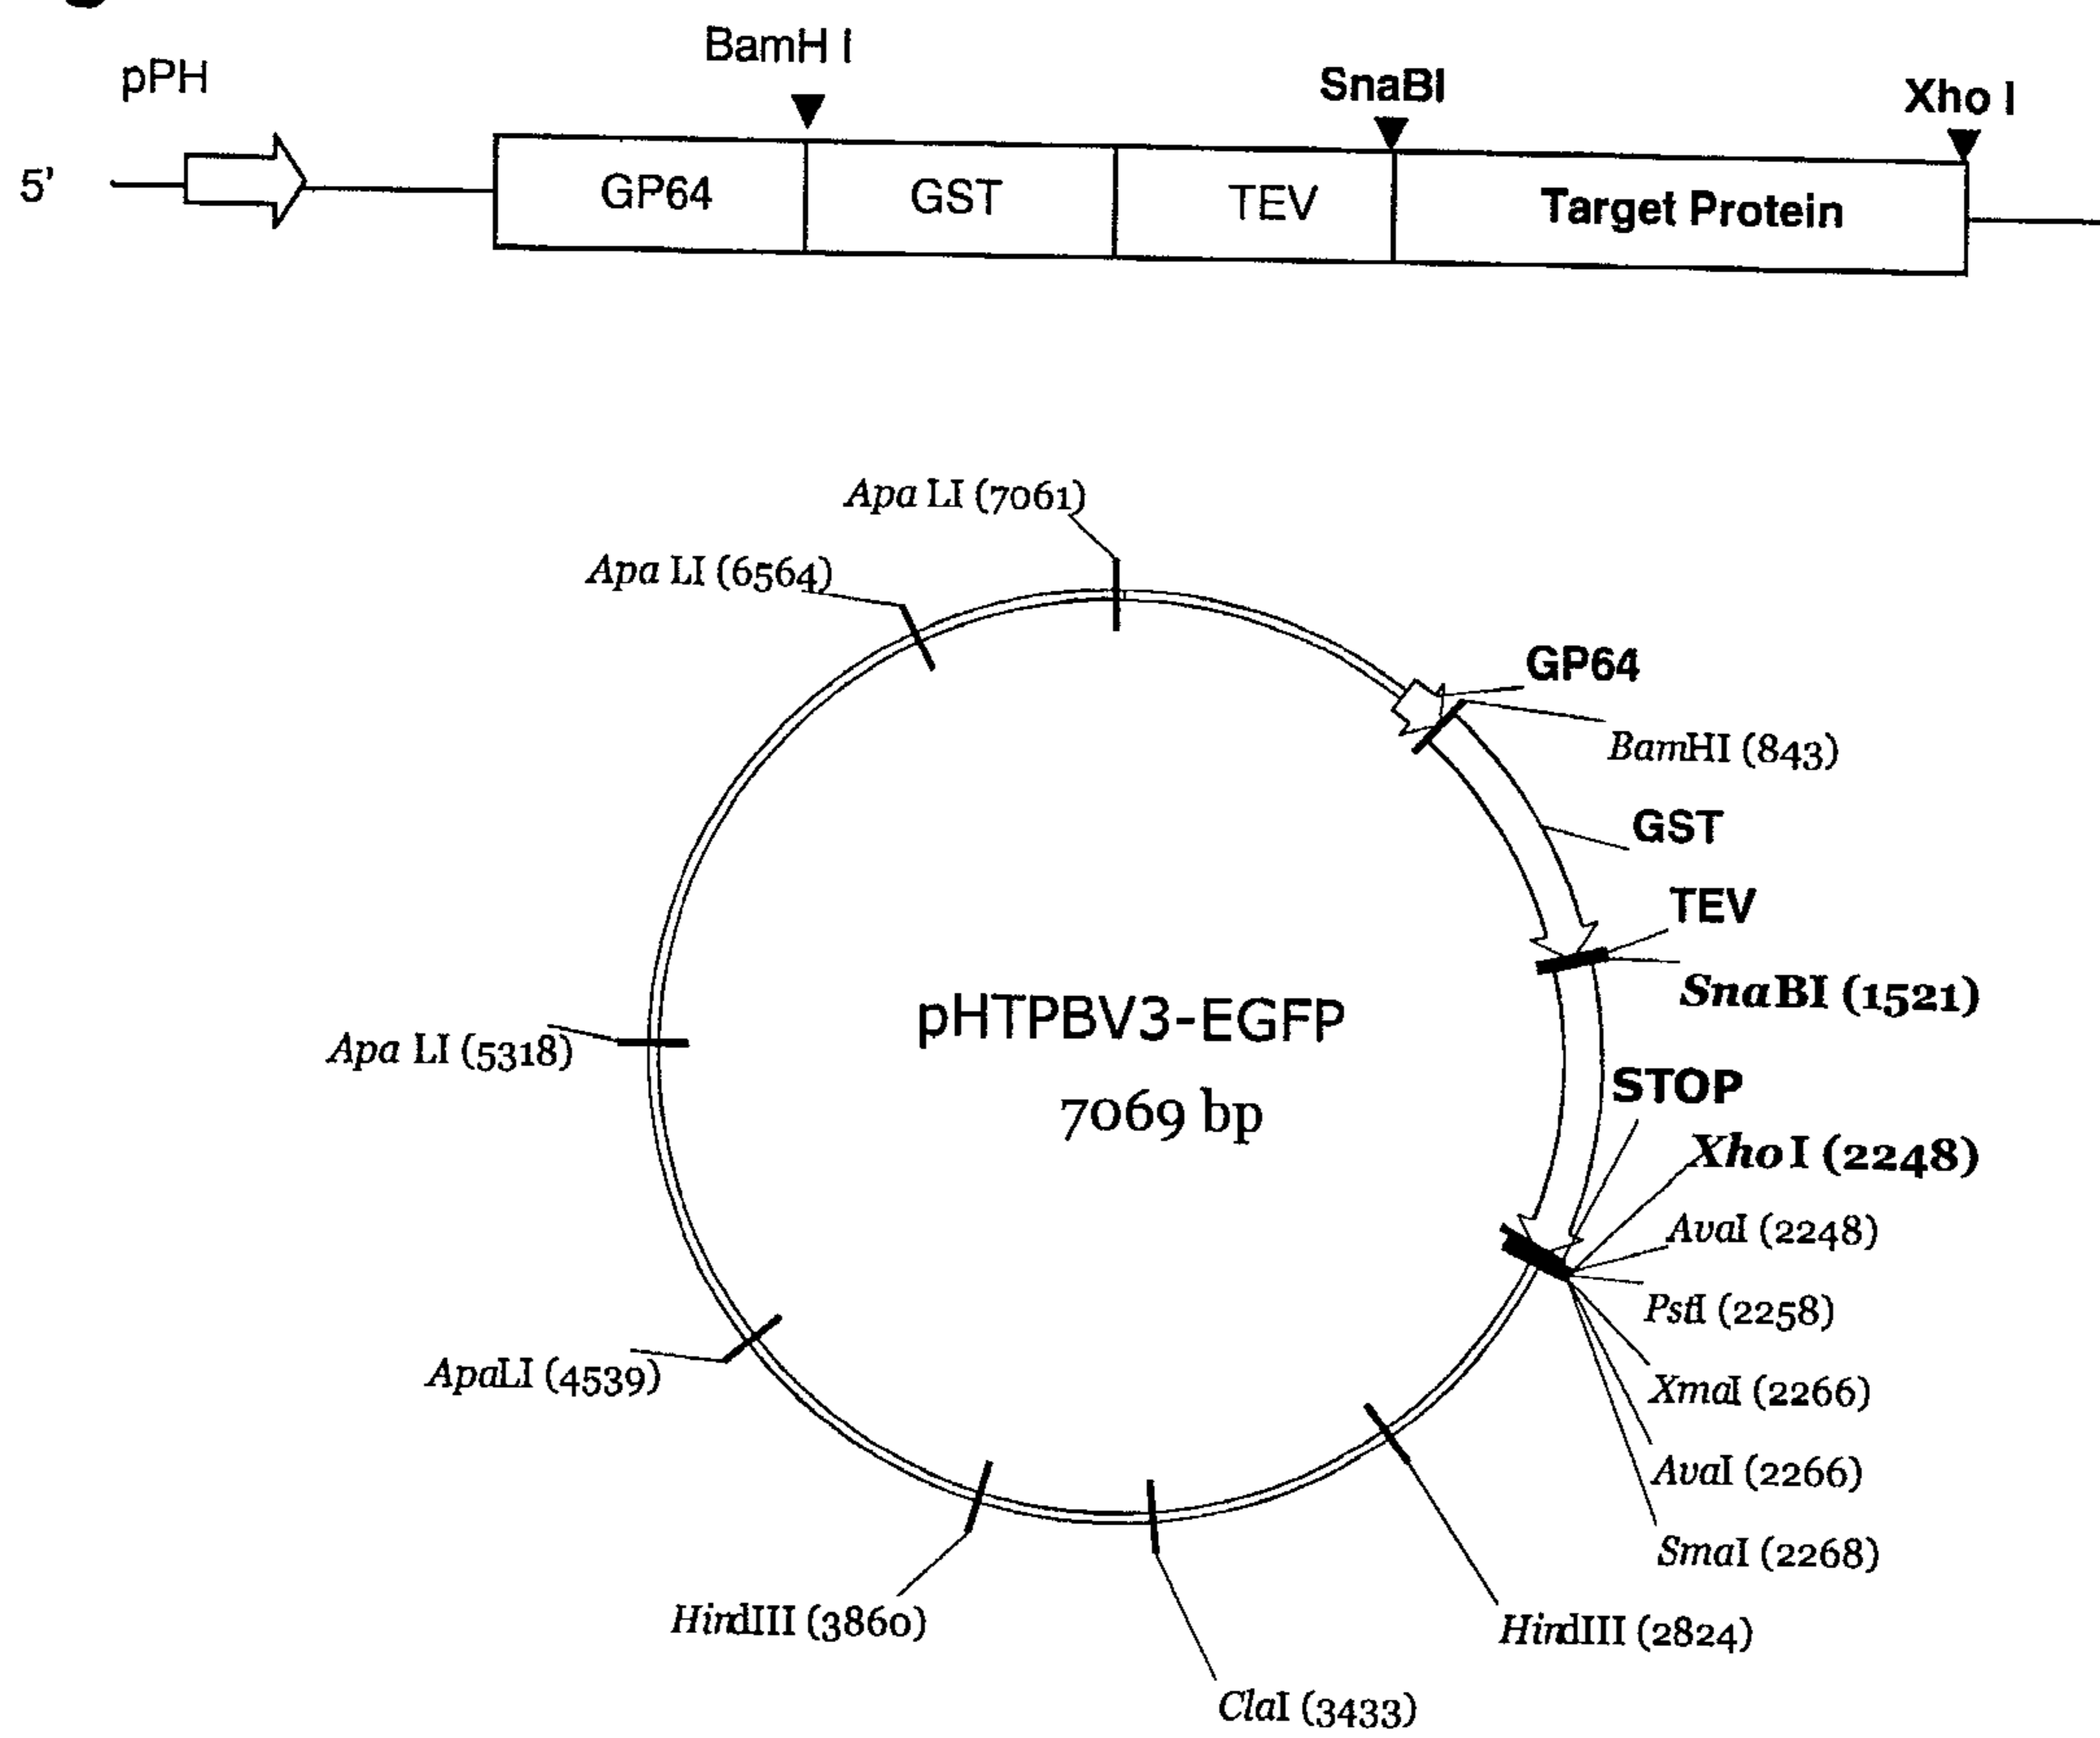 BamH I
pPH
SnaBI
Xho I
5'
GP64
GST
TEV
Target Protein
Apa LI (7061)
Apa LI (6564)
GP64
BamHI (843)
GST
TEV
SnaBI (1521)
pHTPBV3-EGFP
7069 bp
Apa LI (5318)
STOP
Xho I (2248)
AvaI (2248)
PstI (2258)
ApaLI (4539)
XmaI (2266)
AvaI (2266)
SmaI (2268)
HindIII (3860)
HindIII (2824)
ClaI (3433)